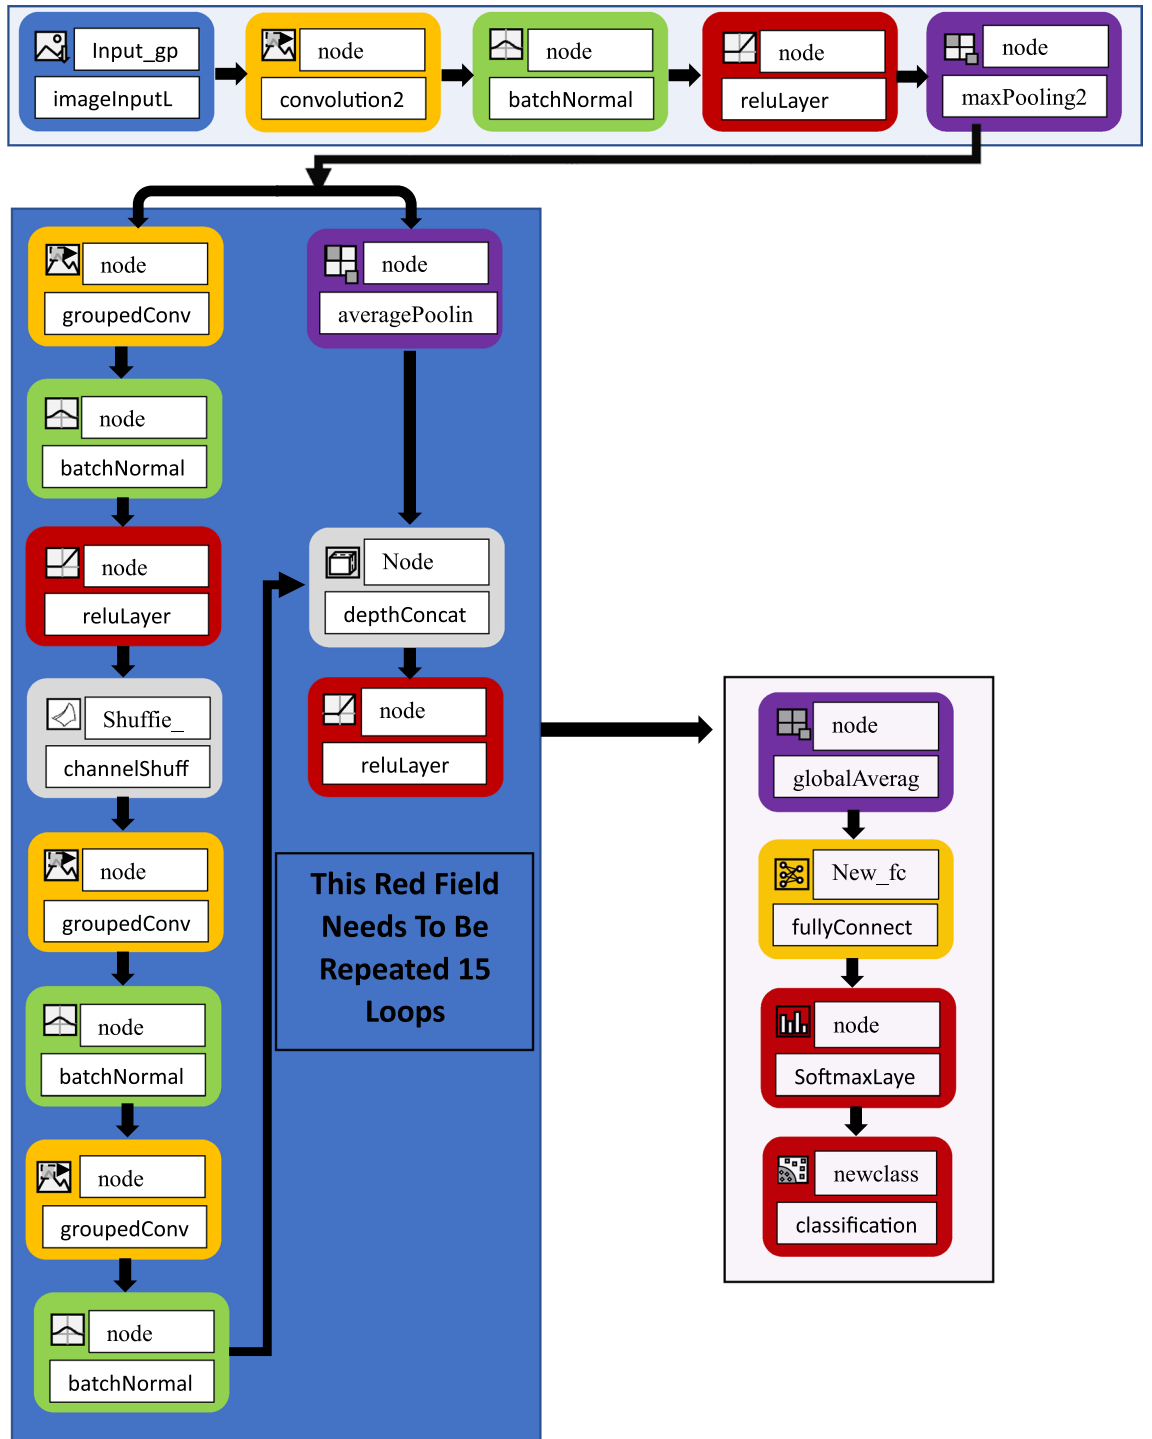 Input_gp
imageInputL
node
convolution2
node
batchNormal
node
reluLayer
node
maxPooling2
node
groupedConv
node
batchNormal
node
reluLayer
Shuffie_
channelShuff
node
groupedConv
node
batchNormal
node
groupedConv
node
batchNormal
node
averagePoolin
Node
depthConcat
node
reluLayer
This Red Field
Needs To Be
Repeated 15
Loops
node
globalAverag
New_fc
fullyConnect
node
SoftmaxLaye
newclass
classification